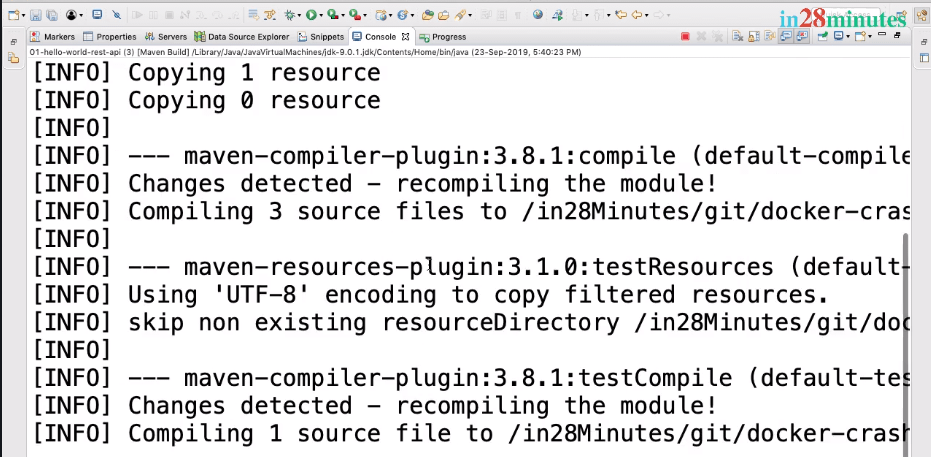 in28minutes
Markers Properties Servers Data Source Explorer Snippets Console Progress
01-hello-world-rest-api (3) [Maven Build] /Library/Java/JavaVirtualMachines/jdk-9.0.1.jdk/Contents/Home/bin/java (23-Sep-2019, 5:40:23 PM)
[INFO] Copying 1 resource
[INFO] Copying 0 resource
[INFO]
[INFO] --- maven-compiler-plugin:3.8.1:compile (default-compile
[INFO] Changes detected - recompiling the module!
[INFO] Compiling 3 source files to /in28Minutes/git/docker-cras
[INFO]
[INFO] --- maven-resources-plugin:3.1.0:testResources (default-
[INFO] Using 'UTF-8' encoding to copy filtered resources.
[INFO] skip non existing resourceDirectory /in28Minutes/git/doc
[INFO]
[INFO] --- maven-compiler-plugin:3.8.1:testCompile (default-tes
[INFO] Changes detected - recompiling the module!
[INFO] Compiling 1 source file to /in28Minutes/git/docker-crash